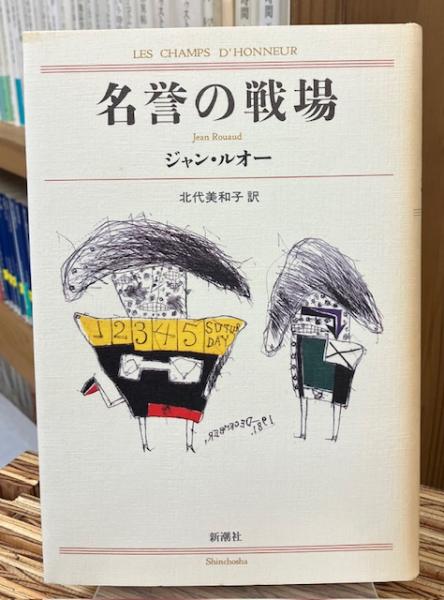 LES CHAMPS D'HONNEUR
名誉の戦場
Jean Rouaud
ジャン・ルオー
北代美和子 訳
1 2 3 4 5
SUTUR
DAY
新潮社
Shinchosha